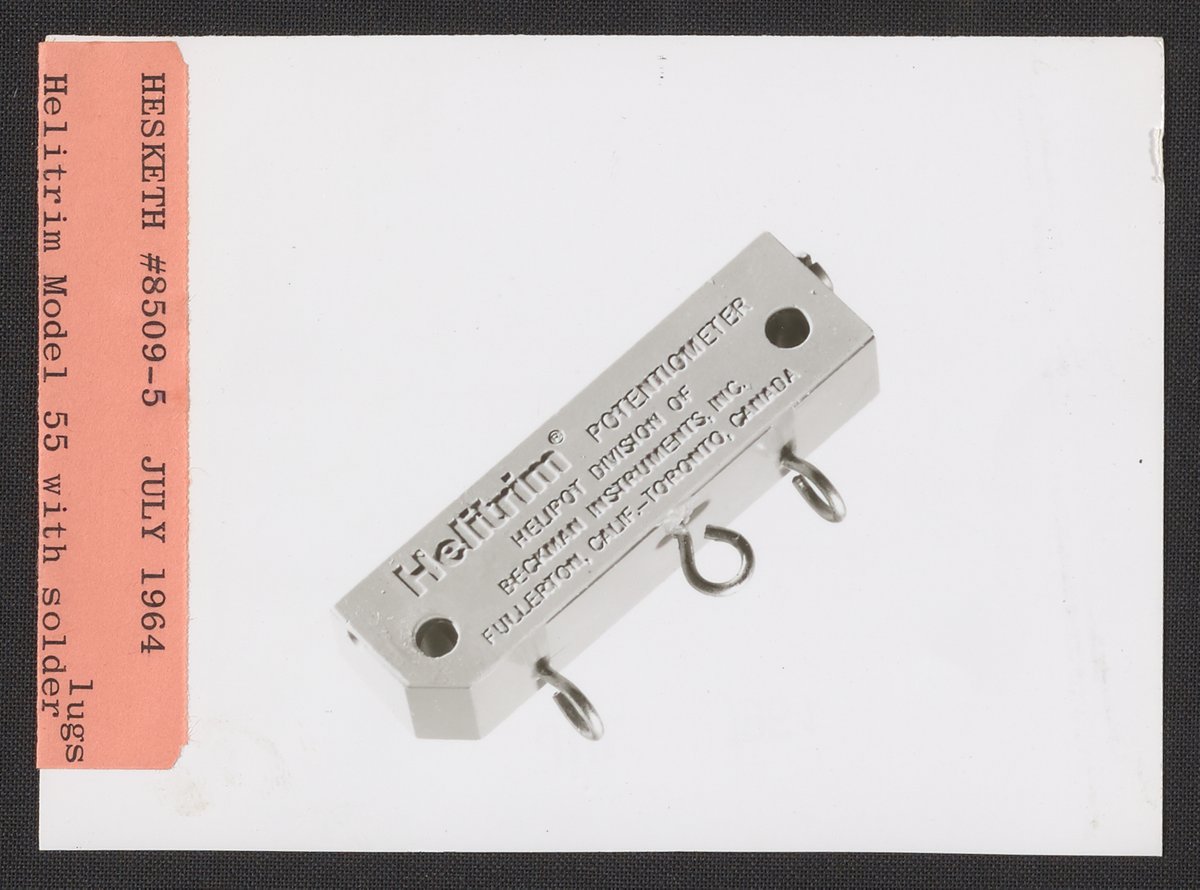 HESKETH #8509-5 JULY 1964
Helitrim Model 55 with solder
lugs
Helitrim® POTENTIOMETER
HELIPOT DIVISION OF
BECKMAN INSTRUMENTS, INC.
FULLERTON, CALIF.-TORONTO, CANADA